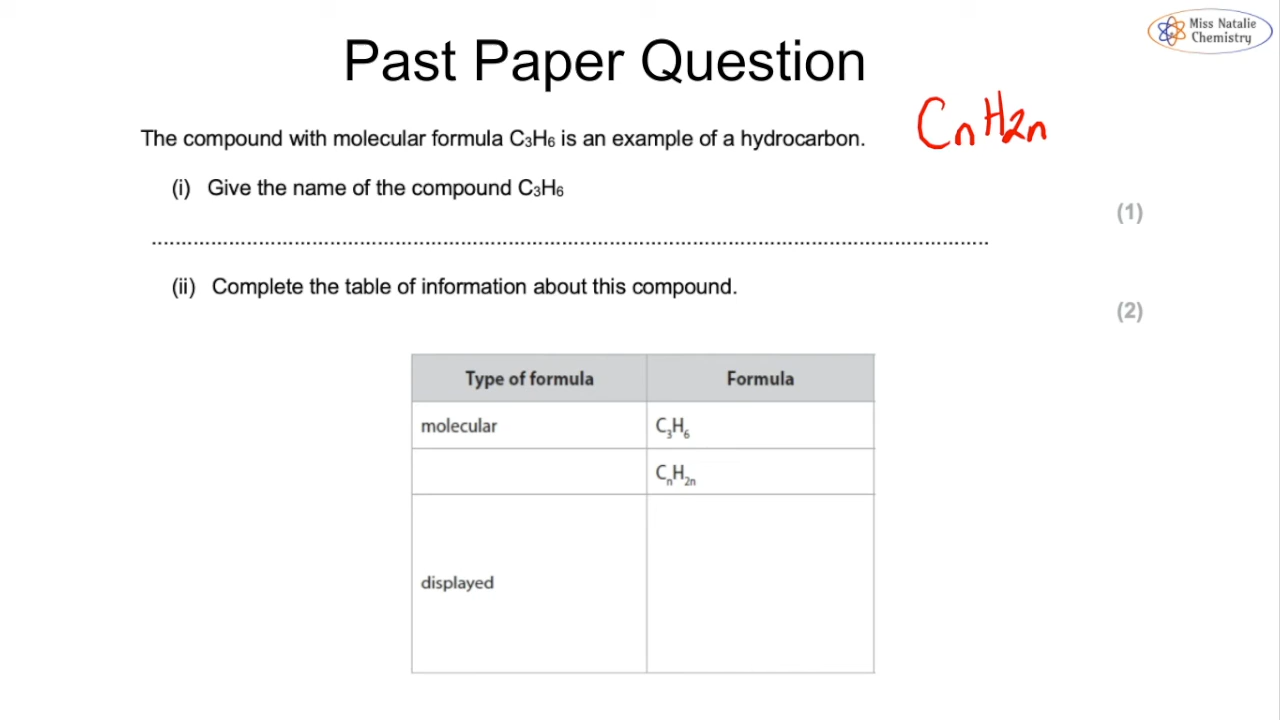 Miss Natalie
Chemistry
Past Paper Question
CnH2n
The compound with molecular formula C₃H₆ is an example of a hydrocarbon.
(i) Give the name of the compound C₃H₆
(1)
................................................................................................................................................
(ii) Complete the table of information about this compound.
(2)
Type of formula Formula
molecular C₃H₆
CₙH₂ₙ
displayed